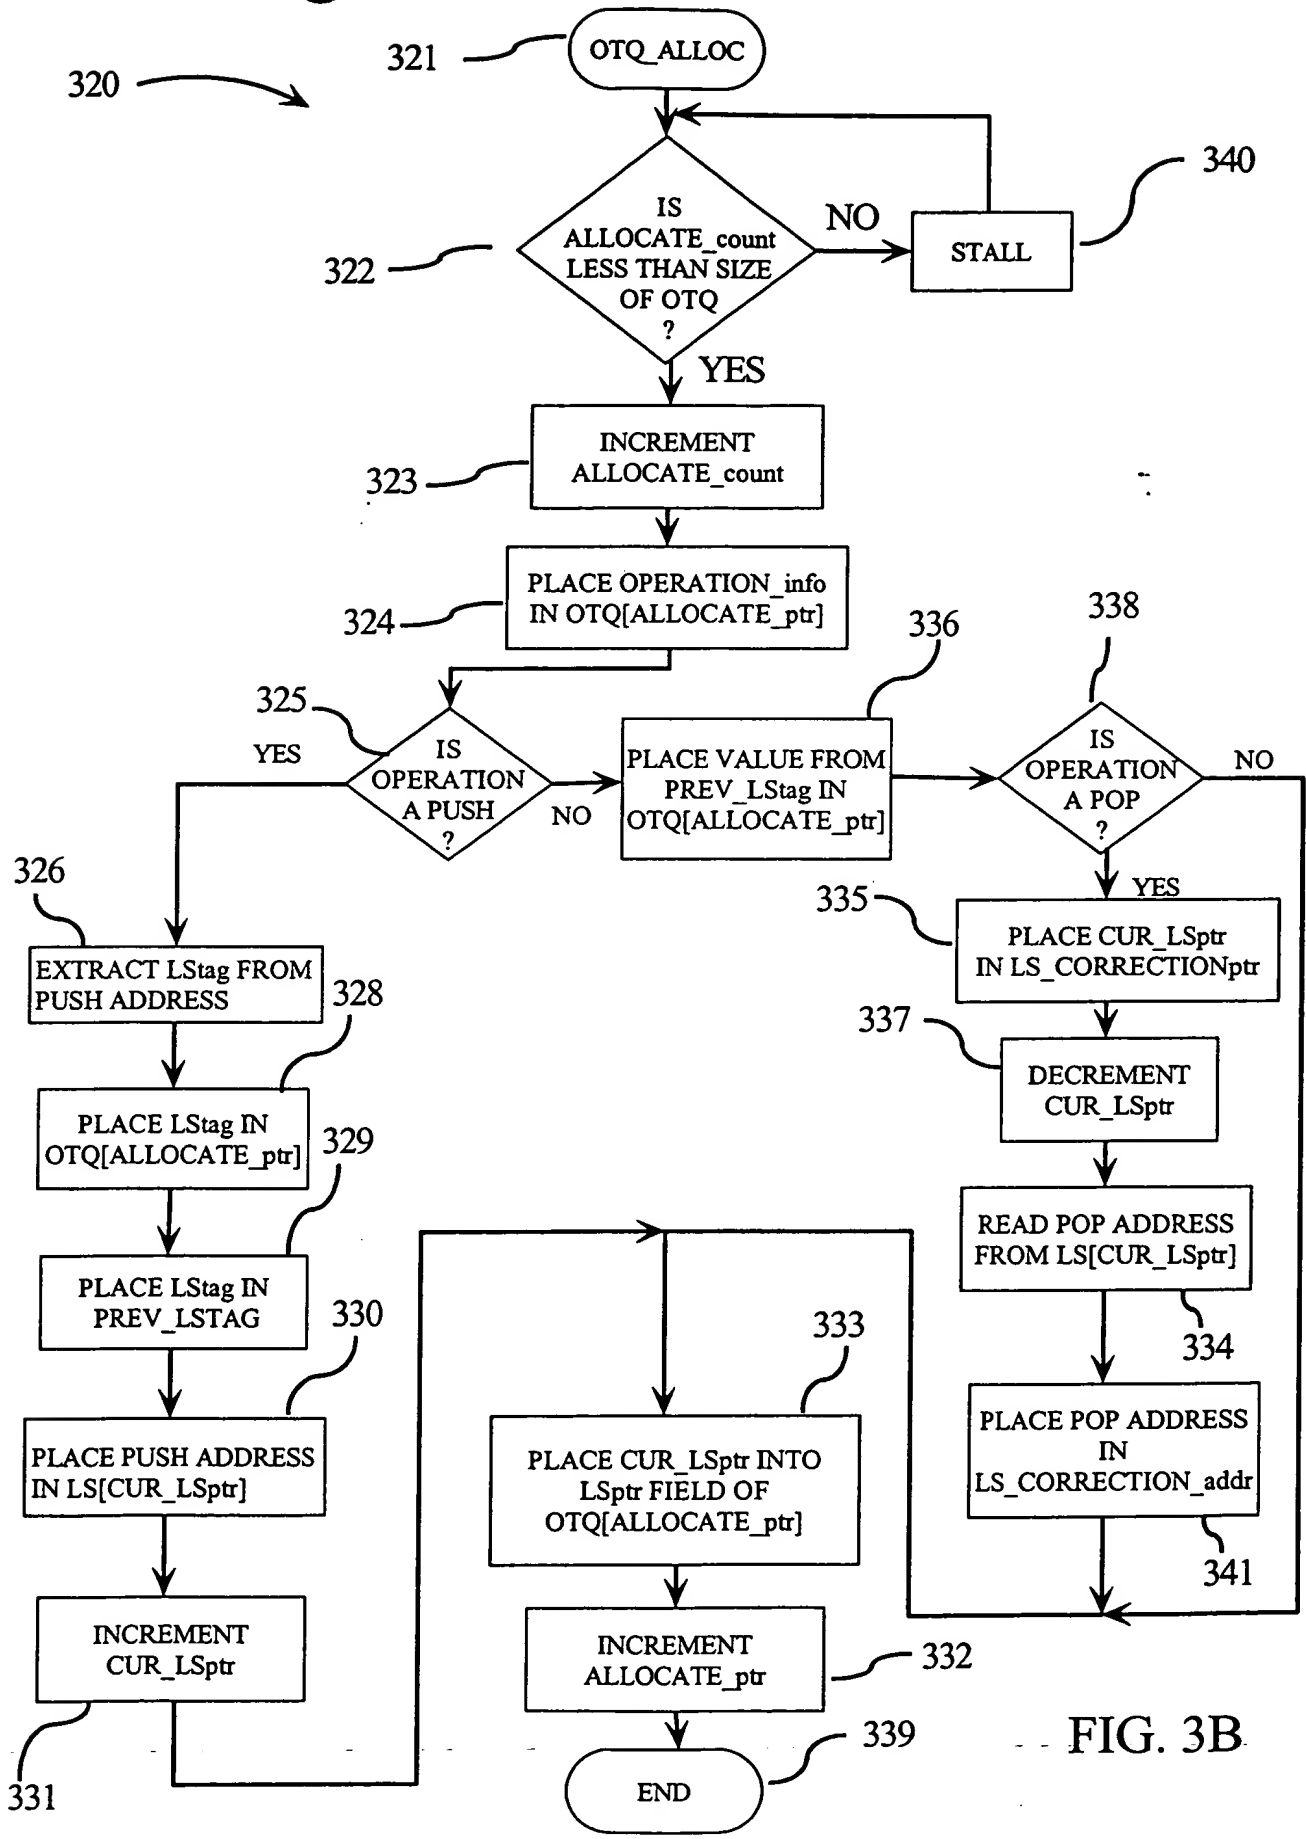 321
OTQ_ALLOC
320
340
IS
ALLOCATE_count
LESS THAN SIZE
OF OTQ
?
NO
STALL
322
YES
INCREMENT
ALLOCATE_count
323
PLACE OPERATION_info
IN OTQ[ALLOCATE_ptr]
324
336
338
325
YES
IS
OPERATION
A PUSH
?
NO
PLACE VALUE FROM
PREV_LStag IN
OTQ[ALLOCATE_ptr]
IS
OPERATION
A POP
?
NO
YES
326
EXTRACT LStag FROM
PUSH ADDRESS
335
PLACE CUR_LSptr
IN LS_CORRECTIONptr
328
PLACE LStag IN
OTQ[ALLOCATE_ptr]
337
DECREMENT
CUR_LSptr
329
PLACE LStag IN
PREV_LSTAG
READ POP ADDRESS
FROM LS[CUR_LSptr]
334
330
PLACE PUSH ADDRESS
IN LS[CUR_LSptr]
333
PLACE CUR_LSptr INTO
LSptr FIELD OF
OTQ[ALLOCATE_ptr]
PLACE POP ADDRESS
IN
LS_CORRECTION_addr
341
INCREMENT
CUR_LSptr
331
INCREMENT
ALLOCATE_ptr
332
339
END
FIG. 3B